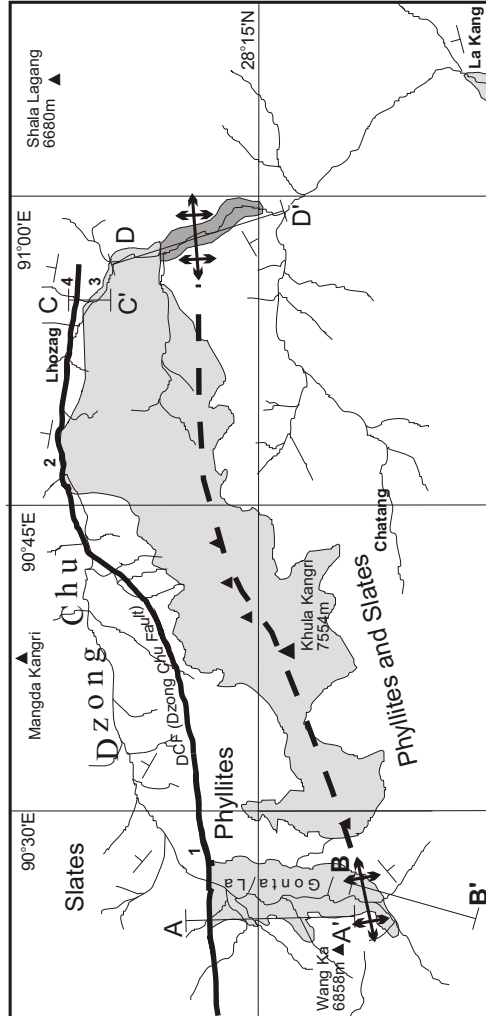 Shala Lagang
6680m
28°15'N
La Kang
91°00'E
D
D'
C
C'
4
3
Lhozag
2
90°45'E
Mangda Kangri
Dzong Chu
DCF (Dzong Chu Fault)
Khula Kangri
7554m
Chatang
Phyllites and Slates
Phyllites
90°30'E
Slates
1
Gonta/La
A
A'
B
B'
Wang Ka
6858m